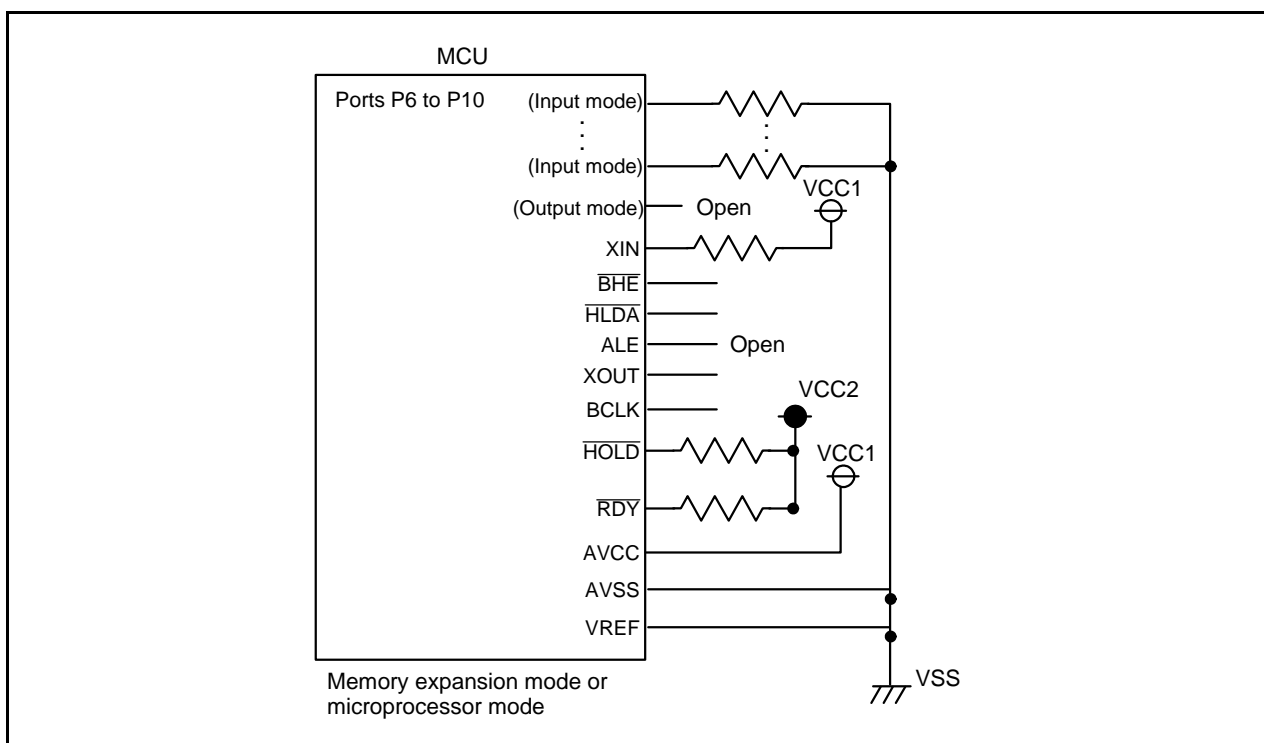 MCU
Ports P6 to P10 (Input mode)
(Input mode)
VCC1
(Output mode) Open
XIN
BHE
HLDA
ALE Open
XOUT
VCC2
BCLK
HOLD
VCC1
RDY
AVCC
AVSS
VREF
VSS
Memory expansion mode or
microprocessor mode